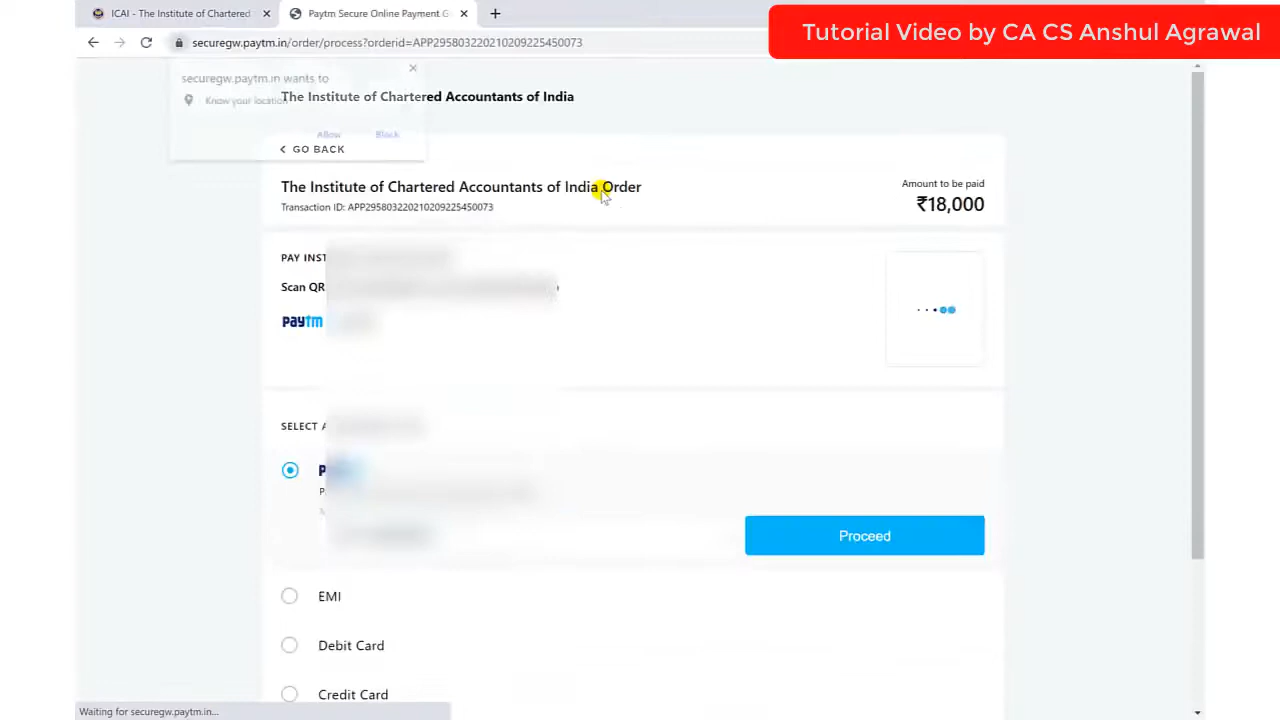 ICAI - The Institute of Chartered
Paytm Secure Online Payment G
Tutorial Video by CA CS Anshul Agrawal
securegw.paytm.in/order/process?orderid=APP295803220210209225450073
securegw.paytm.in wants to
Know your location
Allow Block
The Institute of Chartered Accountants of India
GO BACK
The Institute of Chartered Accountants of India Order
Amount to be paid
Transaction ID: APP295803220210209225450073
₹18,000
PAY INST
Scan QR
paytm
SELECT A
Proceed
EMI
Debit Card
Credit Card
Waiting for securegw.paytm.in...